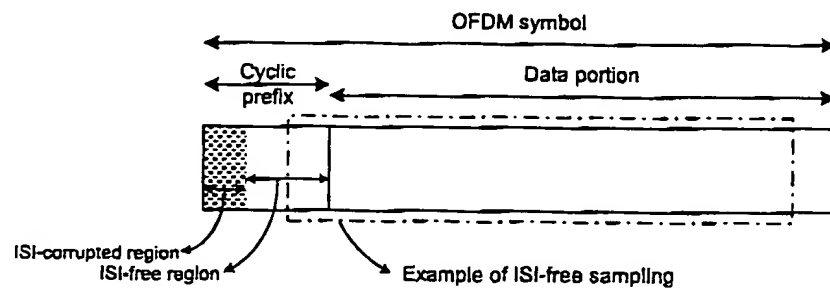 OFDM symbol
Cyclic
prefix
Data portion
ISI-corrupted region
ISI-free region
Example of ISI-free sampling